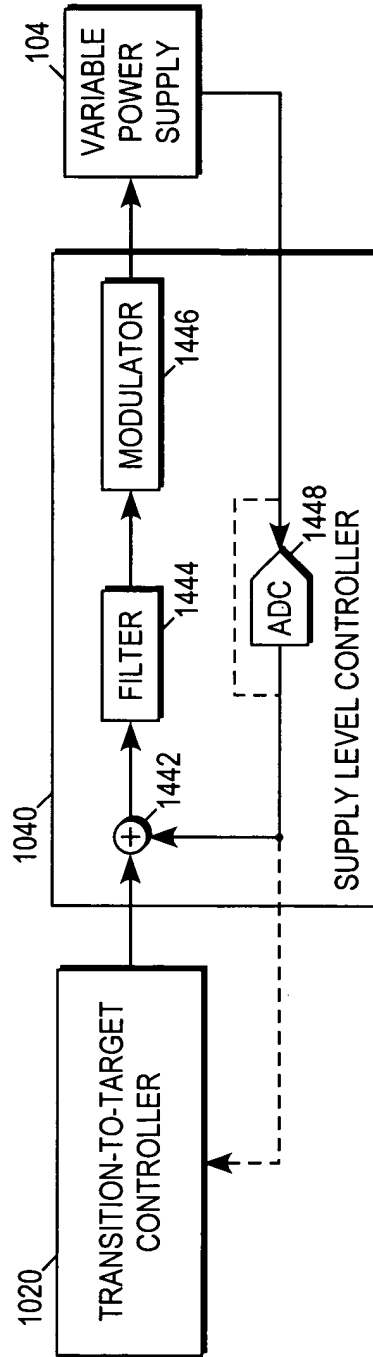 1020
TRANSITION-TO-TARGET
CONTROLLER
1040
+
1442
FILTER
1444
MODULATOR
1446
ADC
1448
SUPPLY LEVEL CONTROLLER
104
VARIABLE
POWER
SUPPLY